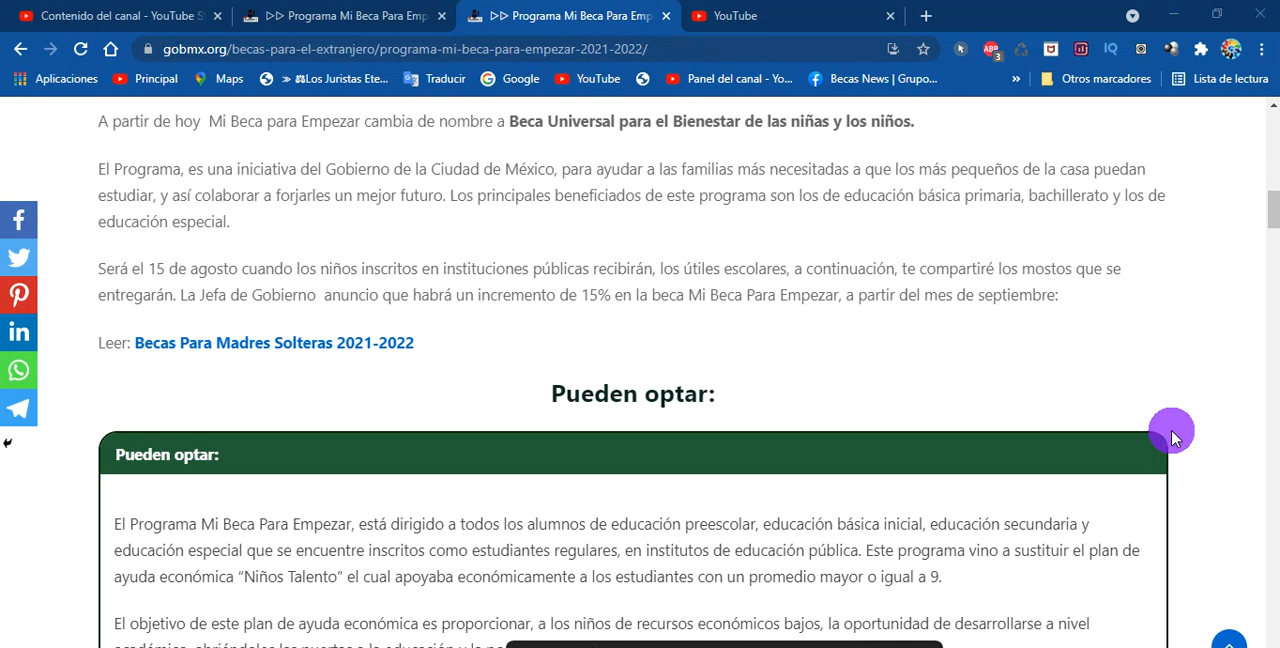 Contenido del canal - YouTube S
▷▷ Programa Mi Beca Para Emp
▷▷ Programa Mi Beca Para Emp
YouTube
gobmx.org/becas-para-el-extranjero/programa-mi-beca-para-empezar-2021-2022/
ABP
3
IQ
Aplicaciones
Principal
Maps
» ⚖Los Juristas Ete...
Traducir
Google
YouTube
Panel del canal - Yo...
Becas News | Grupo...
»
Otros marcadores
Lista de lectura
A partir de hoy Mi Beca para Empezar cambia de nombre a Beca Universal para el Bienestar de las niñas y los niños.
El Programa, es una iniciativa del Gobierno de la Ciudad de México, para ayudar a las familias más necesitadas a que los más pequeños de la casa puedan
estudiar, y así colaborar a forjarles un mejor futuro. Los principales beneficiados de este programa son los de educación básica primaria, bachillerato y los de
educación especial.
Será el 15 de agosto cuando los niños inscritos en instituciones públicas recibirán, los útiles escolares, a continuación, te compartiré los mostos que se
entregarán. La Jefa de Gobierno anuncio que habrá un incremento de 15% en la beca Mi Beca Para Empezar, a partir del mes de septiembre:
Leer: Becas Para Madres Solteras 2021-2022
Pueden optar:
Pueden optar:
El Programa Mi Beca Para Empezar, está dirigido a todos los alumnos de educación preescolar, educación básica inicial, educación secundaria y
educación especial que se encuentre inscritos como estudiantes regulares, en institutos de educación pública. Este programa vino a sustituir el plan de
ayuda económica “Niños Talento” el cual apoyaba económicamente a los estudiantes con un promedio mayor o igual a 9.
El objetivo de este plan de ayuda económica es proporcionar, a los niños de recursos económicos bajos, la oportunidad de desarrollarse a nivel